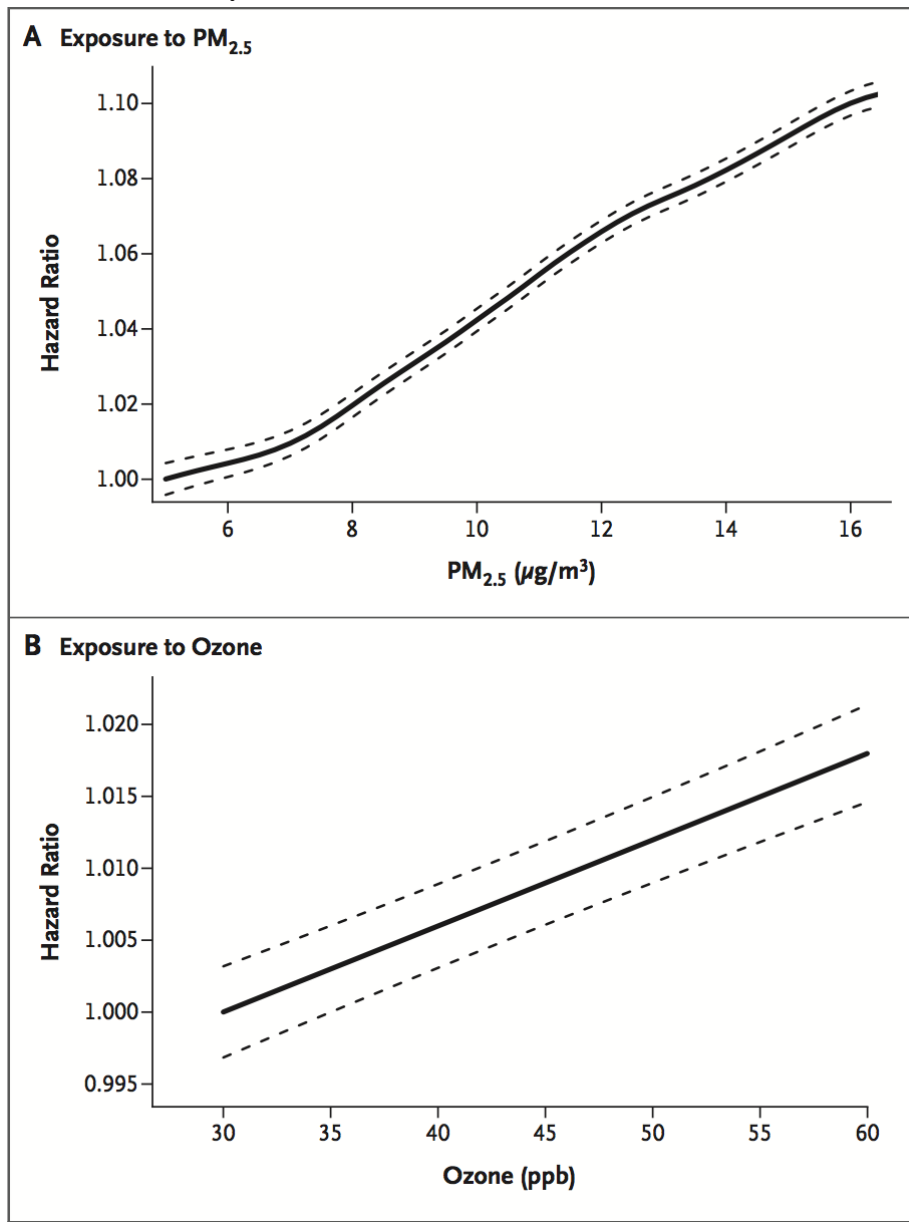 A Exposure to PM2.5
1.10
1.08
1.06
1.04
1.02
1.00
Hazard Ratio
6 8 10 12 14 16
PM2.5 (µg/m³)
B Exposure to Ozone
1.020
1.015
1.010
1.005
1.000
0.995
Hazard Ratio
30 35 40 45 50 55 60
Ozone (ppb)